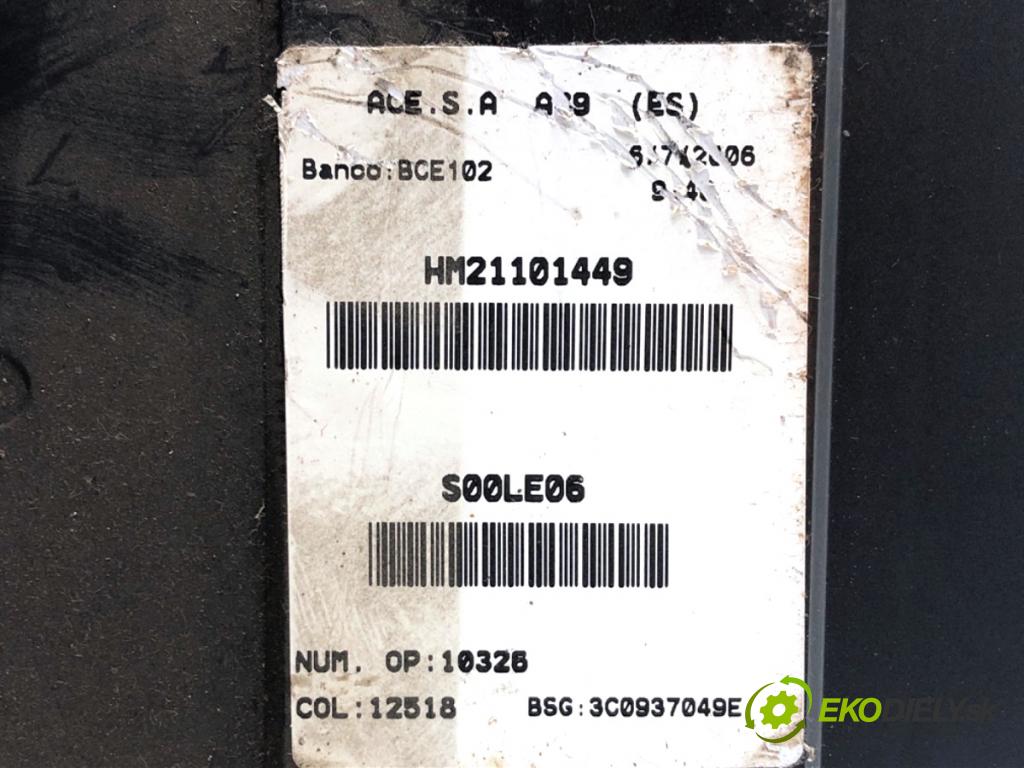 ACE.S.A (ES)
Banco:BCE102
HM21101449
S00LE06
NUM. OP:10326
COL:12518 BSG:3C0937049E
EKODIELY.sk